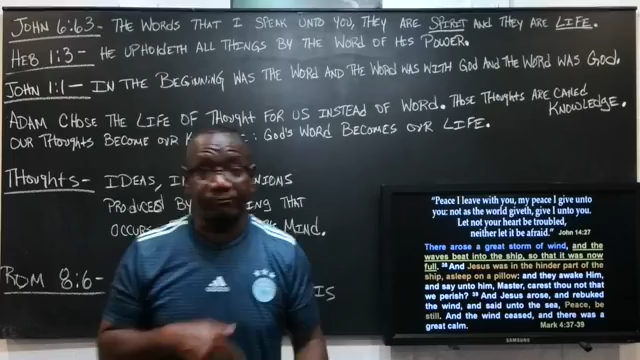 JOHN 6:63- THE WORDS THAT I SPEAK UNTO YOU, THEY ARE SPIRIT AND THEY ARE LIFE.
HEB 1:3- HE UPHOLDETH ALL THINGS BY THE WORD OF HIS POWER.
JOHN 1:1- IN THE BEGINNING WAS THE WORD AND THE WORD WAS WITH GOD AND THE WORD WAS GOD.
ADAM CHOSE THE LIFE OF THOUGHT FOR US INSTEAD OF WORD. THOSE THOUGHTS ARE CALLED KNOWLEDGE.
OUR THOUGHTS BECOME OUR : GOD'S WORD BECOMES OUR LIFE.
THOUGHTS- IDEAS,
PRODUCED BY THAT
OCCURS MIND.
ROM 8:6- IS
"Peace I leave with you, my peace I give unto
you: not as the world giveth, give I unto you.
Let not your heart be troubled,
neither let it be afraid." John 14:27
There arose a great storm of wind, and the
waves beat into the ship, so that it was now
full. 38 And Jesus was in the hinder part of the
ship, asleep on a pillow: and they awake Him,
and say unto him, Master, carest thou not that
we perish? 39 And Jesus arose, and rebuked
the wind, and said unto the sea, Peace, be
still. And the wind ceased, and there was a
great calm. Mark 4:37-39
SAMSUNG
adidas